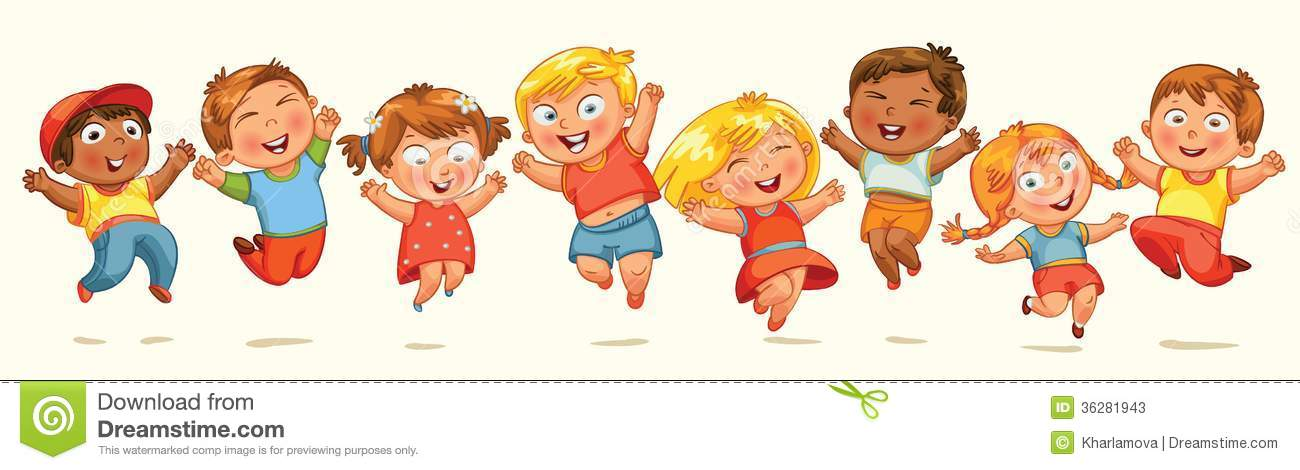 Download from
Dreamstime.com
This watermarked comp image is for previewing purposes only.
ID 36281943
© Kharlamova | Dreamstime.com